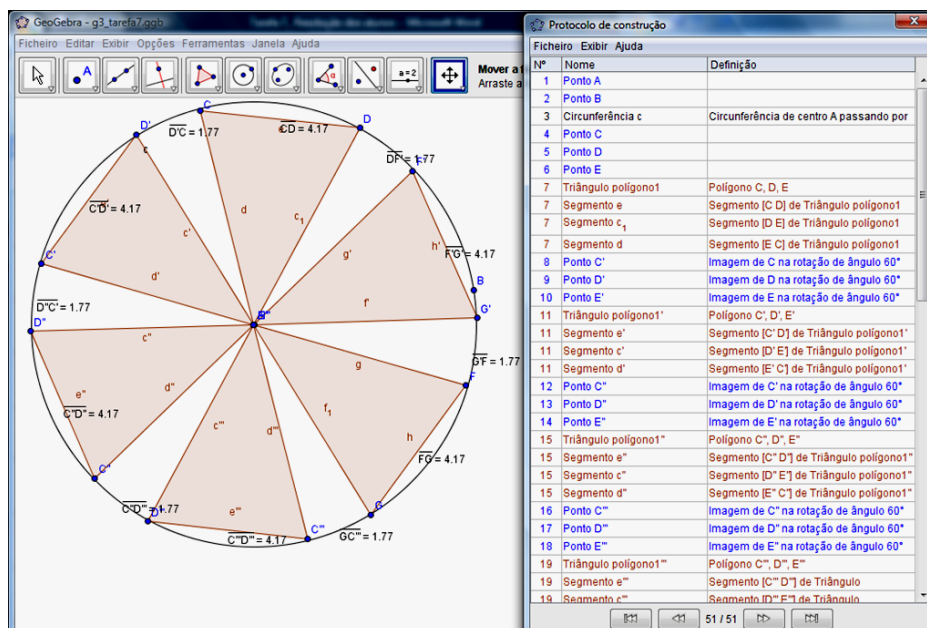 GeoGebra - g3_tarefa7.ggb
Ficheiro Editar Exibir Opções Ferramentas Janela Ajuda
A
α
a=2
Mover a f
Arraste a
C
D'
D'C = 1.77
CD = 4.17
D
c
DF' = 1.77
C'D' = 4.17
d
c₁
g'
h'
F'G' = 4.17
c'
C'
d'
B
f'
D''C' = 1.77
G'
D''
c''
g
G'F = 1.77
F
e''
d''
f₁
C''D'' = 4.17
c'''
d'''
h
FG = 4.17
C''
G
C''D''' = 1.77
e'''
C'''
C'''D''' = 4.17
GC''' = 1.77
Protocolo de construção
Ficheiro Exibir Ajuda
Nº Nome Definição
1 Ponto A
2 Ponto B
3 Circunferência c Circunferência de centro A passando por
4 Ponto C
5 Ponto D
6 Ponto E
7 Triângulo polígono1 Polígono C, D, E
7 Segmento e Segmento [C D] de Triângulo polígono1
7 Segmento c₁ Segmento [D E] de Triângulo polígono1
7 Segmento d Segmento [E C] de Triângulo polígono1
8 Ponto C' Imagem de C na rotação de ângulo 60°
9 Ponto D' Imagem de D na rotação de ângulo 60°
10 Ponto E' Imagem de E na rotação de ângulo 60°
11 Triângulo polígono1' Polígono C', D', E'
11 Segmento e' Segmento [C' D'] de Triângulo polígono1'
11 Segmento c' Segmento [D' E'] de Triângulo polígono1'
11 Segmento d' Segmento [E' C'] de Triângulo polígono1'
12 Ponto C'' Imagem de C' na rotação de ângulo 60°
13 Ponto D'' Imagem de D' na rotação de ângulo 60°
14 Ponto E'' Imagem de E' na rotação de ângulo 60°
15 Triângulo polígono1'' Polígono C'', D'', E''
15 Segmento e'' Segmento [C'' D''] de Triângulo polígono1''
15 Segmento c'' Segmento [D'' E''] de Triângulo polígono1''
15 Segmento d'' Segmento [E'' C''] de Triângulo polígono1''
16 Ponto C''' Imagem de C'' na rotação de ângulo 60°
17 Ponto D''' Imagem de D'' na rotação de ângulo 60°
18 Ponto E''' Imagem de E'' na rotação de ângulo 60°
19 Triângulo polígono1''' Polígono C''', D''', E'''
19 Segmento e''' Segmento [C''' D'''] de Triângulo
19 Segmento c''' Segmento [D''' E'''] de Triângulo
51 / 51